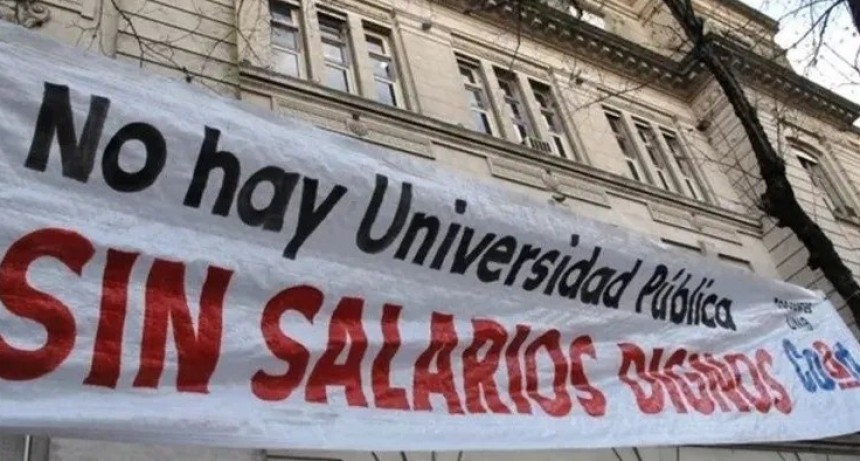 No hay Universidad Pública
SIN SALARIOS DIGNOS